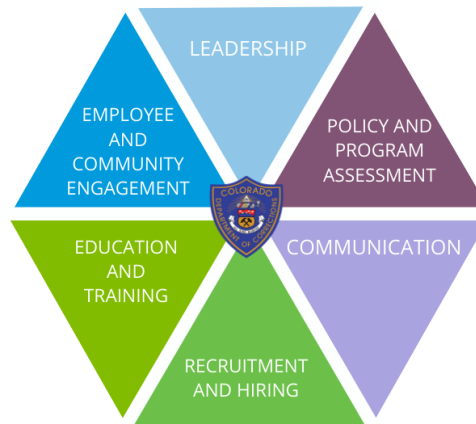 LEADERSHIP
EMPLOYEE
AND
COMMUNITY
ENGAGEMENT
POLICY AND
PROGRAM
ASSESSMENT
COLORADO
DEPARTMENT OF CORRECTIONS
EDUCATION
AND
TRAINING
COMMUNICATION
RECRUITMENT
AND HIRING